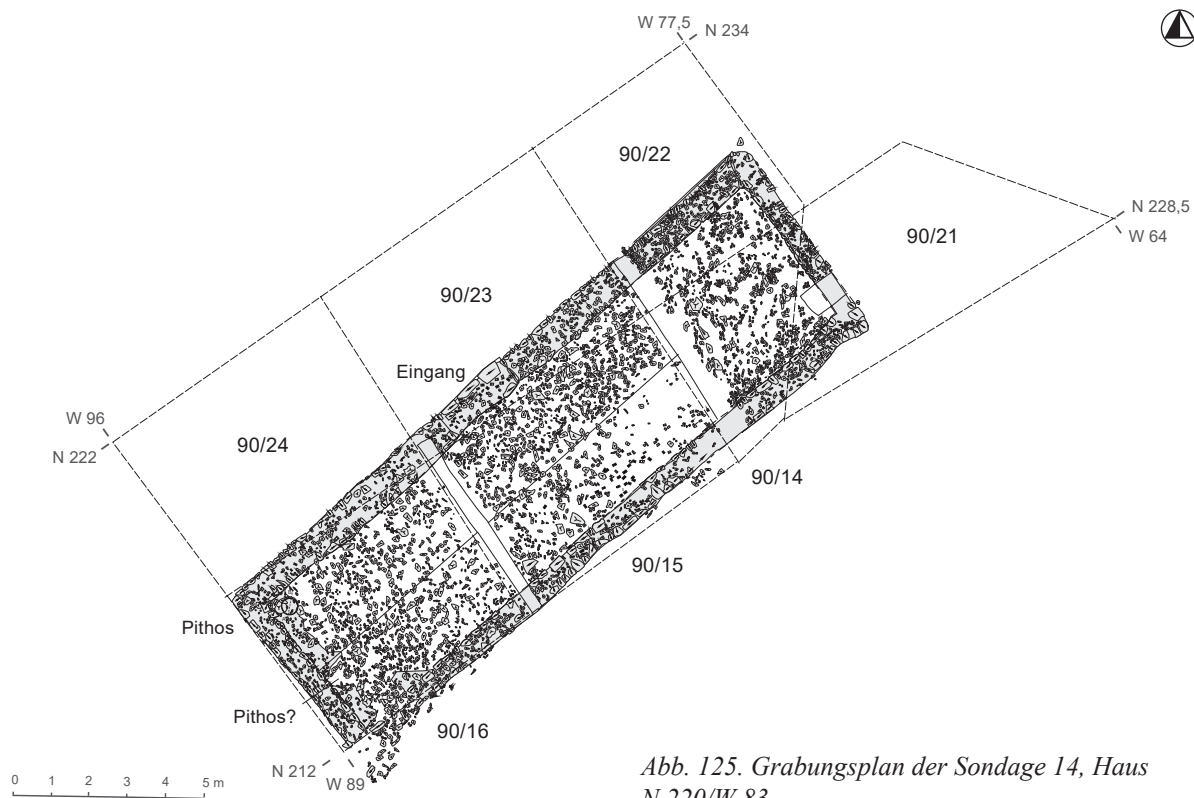 W 77,5
N 234
90/22
N 228,5
W 64
90/21
90/23
Eingang
W 96
N 222
90/24
90/14
90/15
Pithos
Pithos?
90/16
N 212
W 89
0 1 2 3 4 5 m
Abb. 125. Grabungsplan der Sondage 14, Haus
N 220/W 83